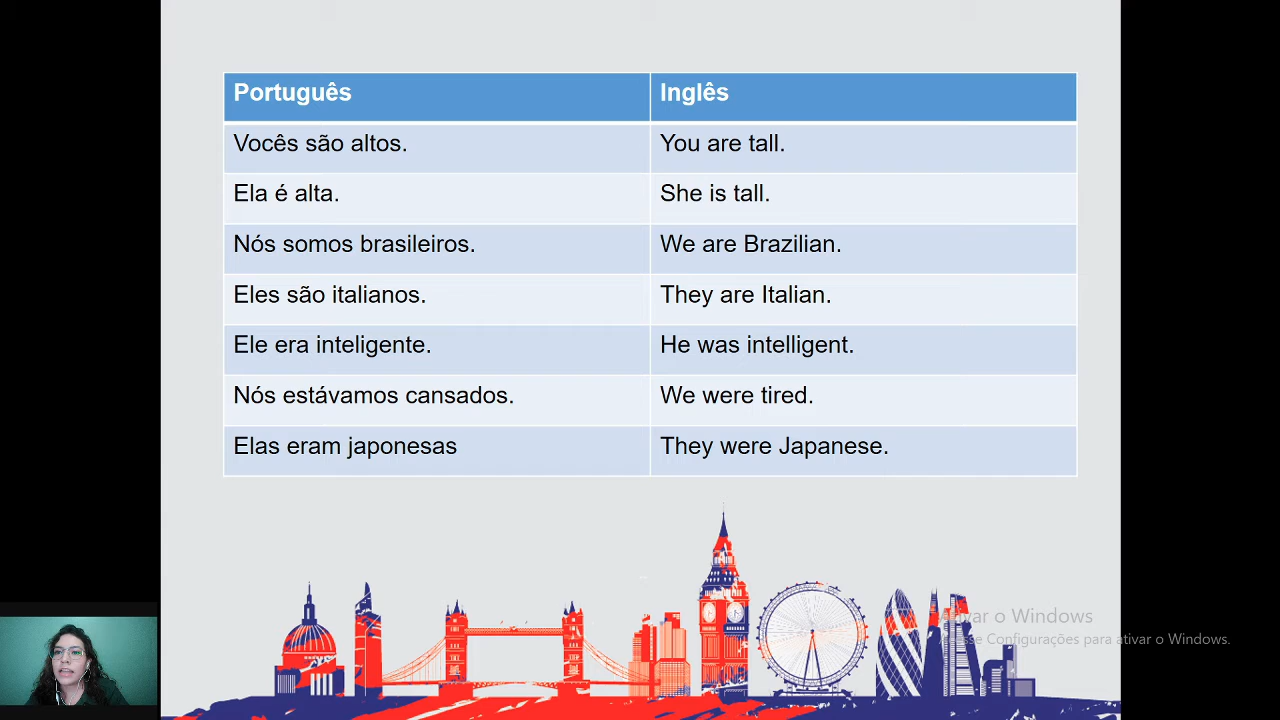 Português Inglês
Vocês são altos. You are tall.
Ela é alta. She is tall.
Nós somos brasileiros. We are Brazilian.
Eles são italianos. They are Italian.
Ele era inteligente. He was intelligent.
Nós estávamos cansados. We were tired.
Elas eram japonesas They were Japanese.
Ativar o Windows
Acesse Configurações para ativar o Windows.